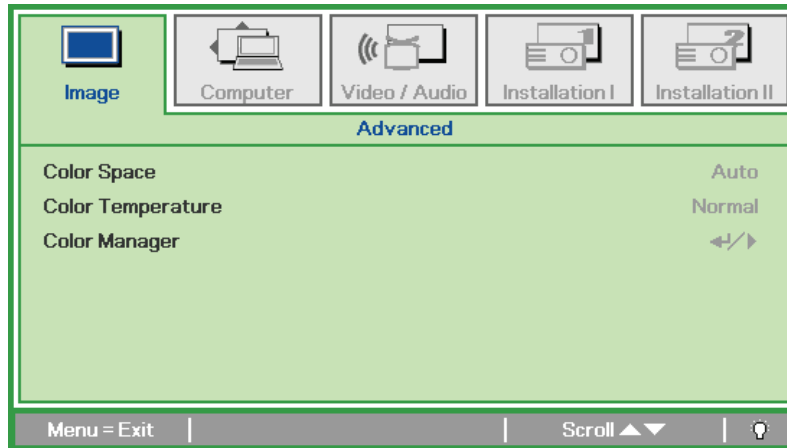 Image Computer Video / Audio Installation I Installation II
Advanced
Color Space Auto
Color Temperature Normal
Color Manager
Menu = Exit Scroll